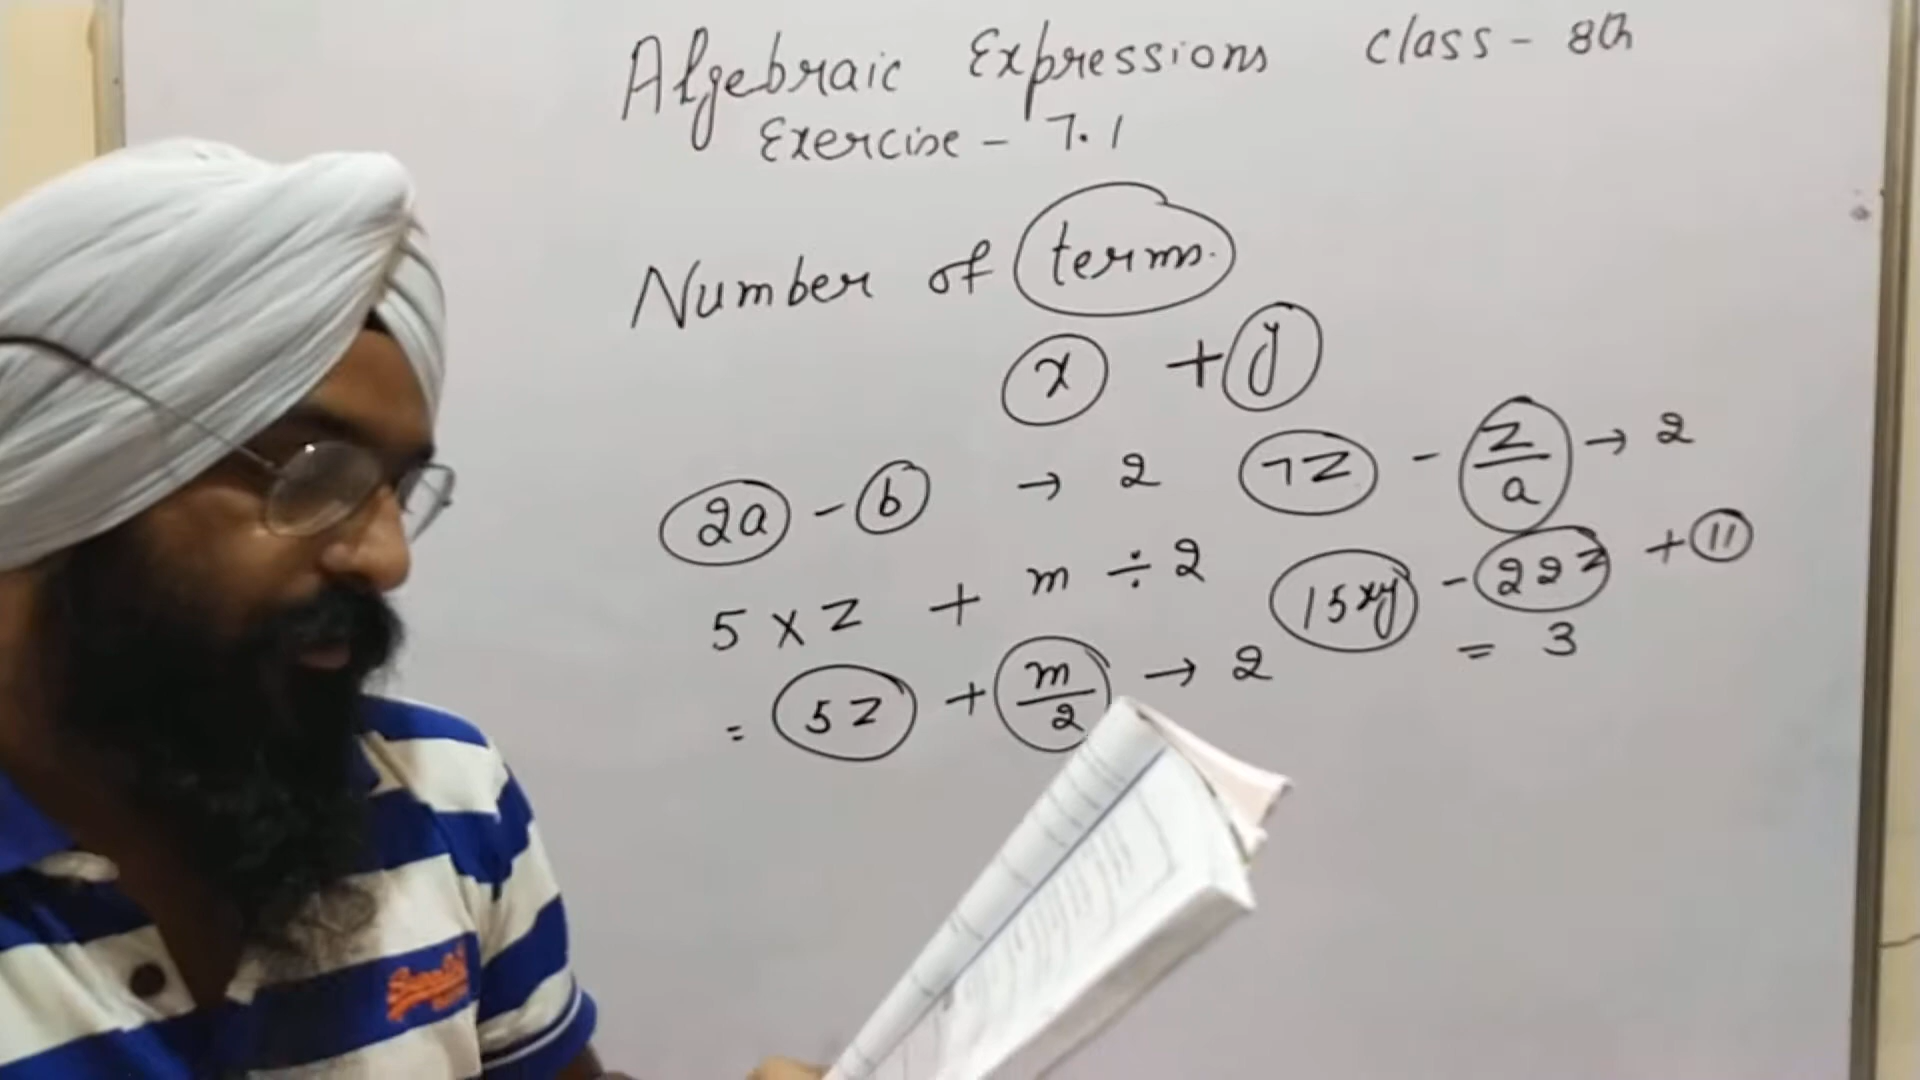 Algebraic Expressions class - 8th
Exercise - 7.1
Number of terms.
x + y
2a - b → 2
7z - z/a → 2
5 x z + m ÷ 2
= 5z + m/2 → 2
15xy - 22z + 11
= 3